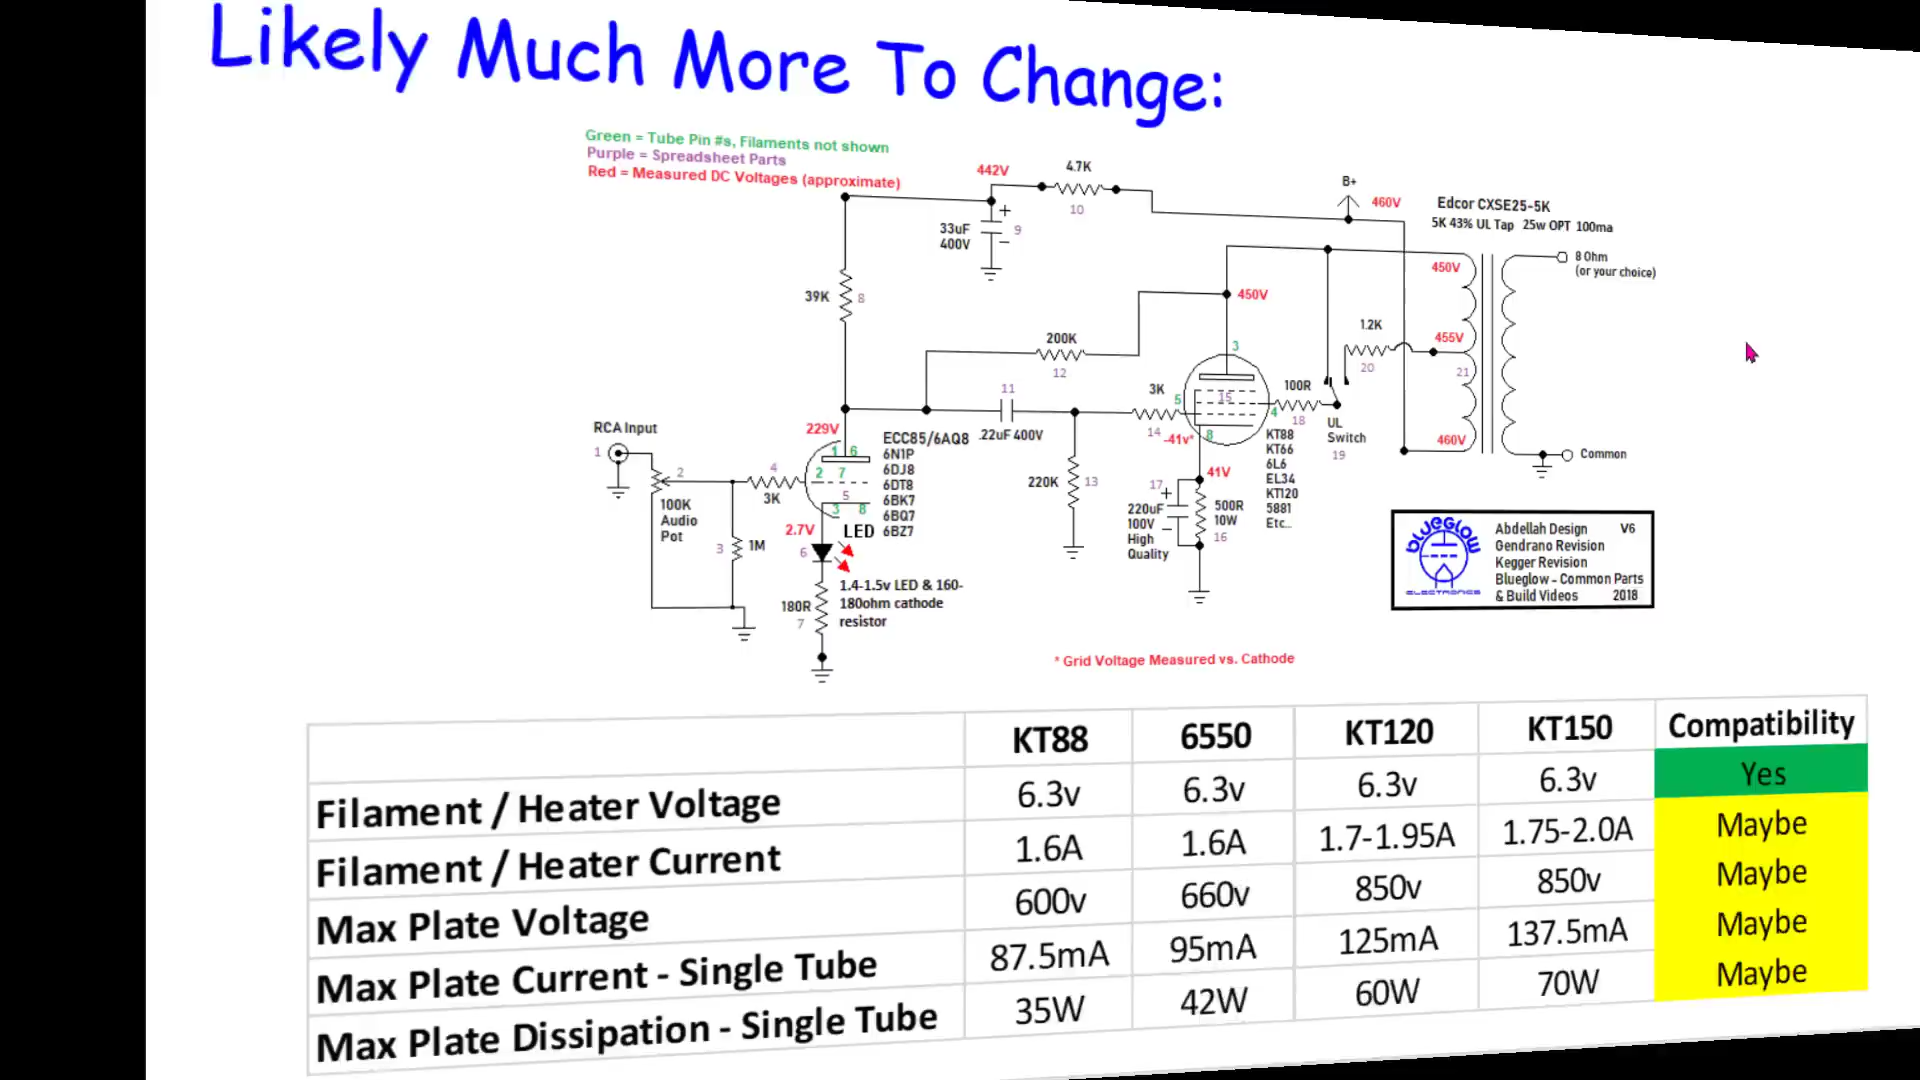 Likely Much More To Change:
Green = Tube Pin #s, Filaments not shown
Purple = Spreadsheet Parts
Red = Measured DC Voltages (approximate)
442V
4.7K
10
B+
460V
Edcor CXSE25-5K
5K 43% UL Tap 25w OPT 100ma
33uF
400V
+
9
-
450V
8 Ohm
(or your choice)
39K
8
450V
200K
12
3
1.2K
20
455V
21
11
.22uF 400V
3K
14
5
15
-41v*
8
4
100R
18
UL
Switch
19
460V
Common
RCA Input
1
2
100K
Audio
Pot
4
3K
3
1M
229V
1 6
2 7
5
3 8
ECC85/6AQ8
6N1P
6DJ8
6DT8
6BK7
6BQ7
6BZ7
2.7V
LED
6
1.4-1.5v LED & 160-
180ohm cathode
resistor
180R
7
220K
13
41V
17
+
220uF
100V
High
Quality
-
500R
10W
16
KT88
KT66
6L6
EL34
KT120
5881
Etc..
BLUEGLOW
ELECTRONICS
Abdellah Design V6
Gendrano Revision
Kegger Revision
Blueglow - Common Parts
& Build Videos 2018
* Grid Voltage Measured vs. Cathode
KT88 6550 KT120 KT150 Compatibility
Filament / Heater Voltage 6.3v 6.3v 6.3v 6.3v Yes
Filament / Heater Current 1.6A 1.6A 1.7-1.95A 1.75-2.0A Maybe
Max Plate Voltage 600v 660v 850v 850v Maybe
Max Plate Current - Single Tube 87.5mA 95mA 125mA 137.5mA Maybe
Max Plate Dissipation - Single Tube 35W 42W 60W 70W Maybe